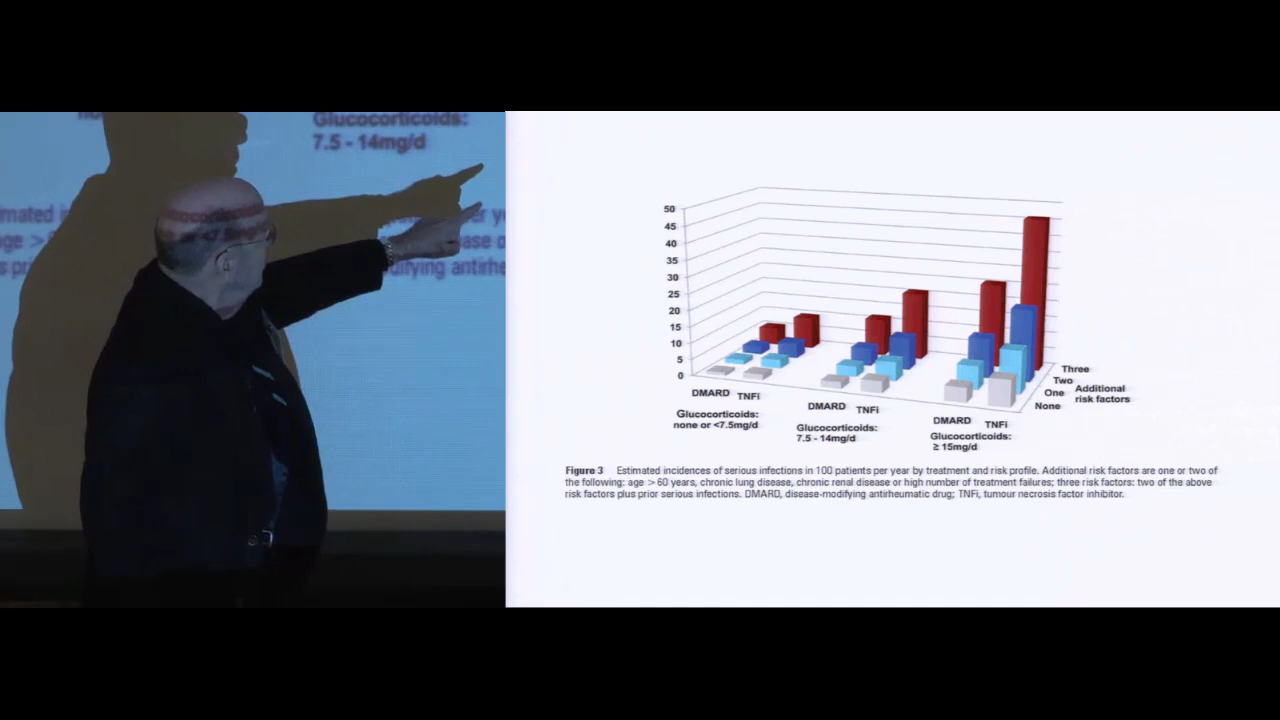 Glucocorticoids:
7.5 - 14mg/d
age >
50
45
40
35
30
25
20
15
10
5
0
DMARD TNFi
DMARD TNFi
DMARD TNFi
Glucocorticoids:
none or <7.5mg/d
Glucocorticoids:
7.5 - 14mg/d
Glucocorticoids:
≥ 15mg/d
Three
Two
One
None
Additional
risk factors
Figure 3 Estimated incidences of serious infections in 100 patients per year by treatment and risk profile. Additional risk factors are one or two of
the following: age > 60 years, chronic lung disease, chronic renal disease or high number of treatment failures; three risk factors: two of the above
risk factors plus prior serious infections. DMARD, disease-modifying antirheumatic drug; TNFi, tumour necrosis factor inhibitor.